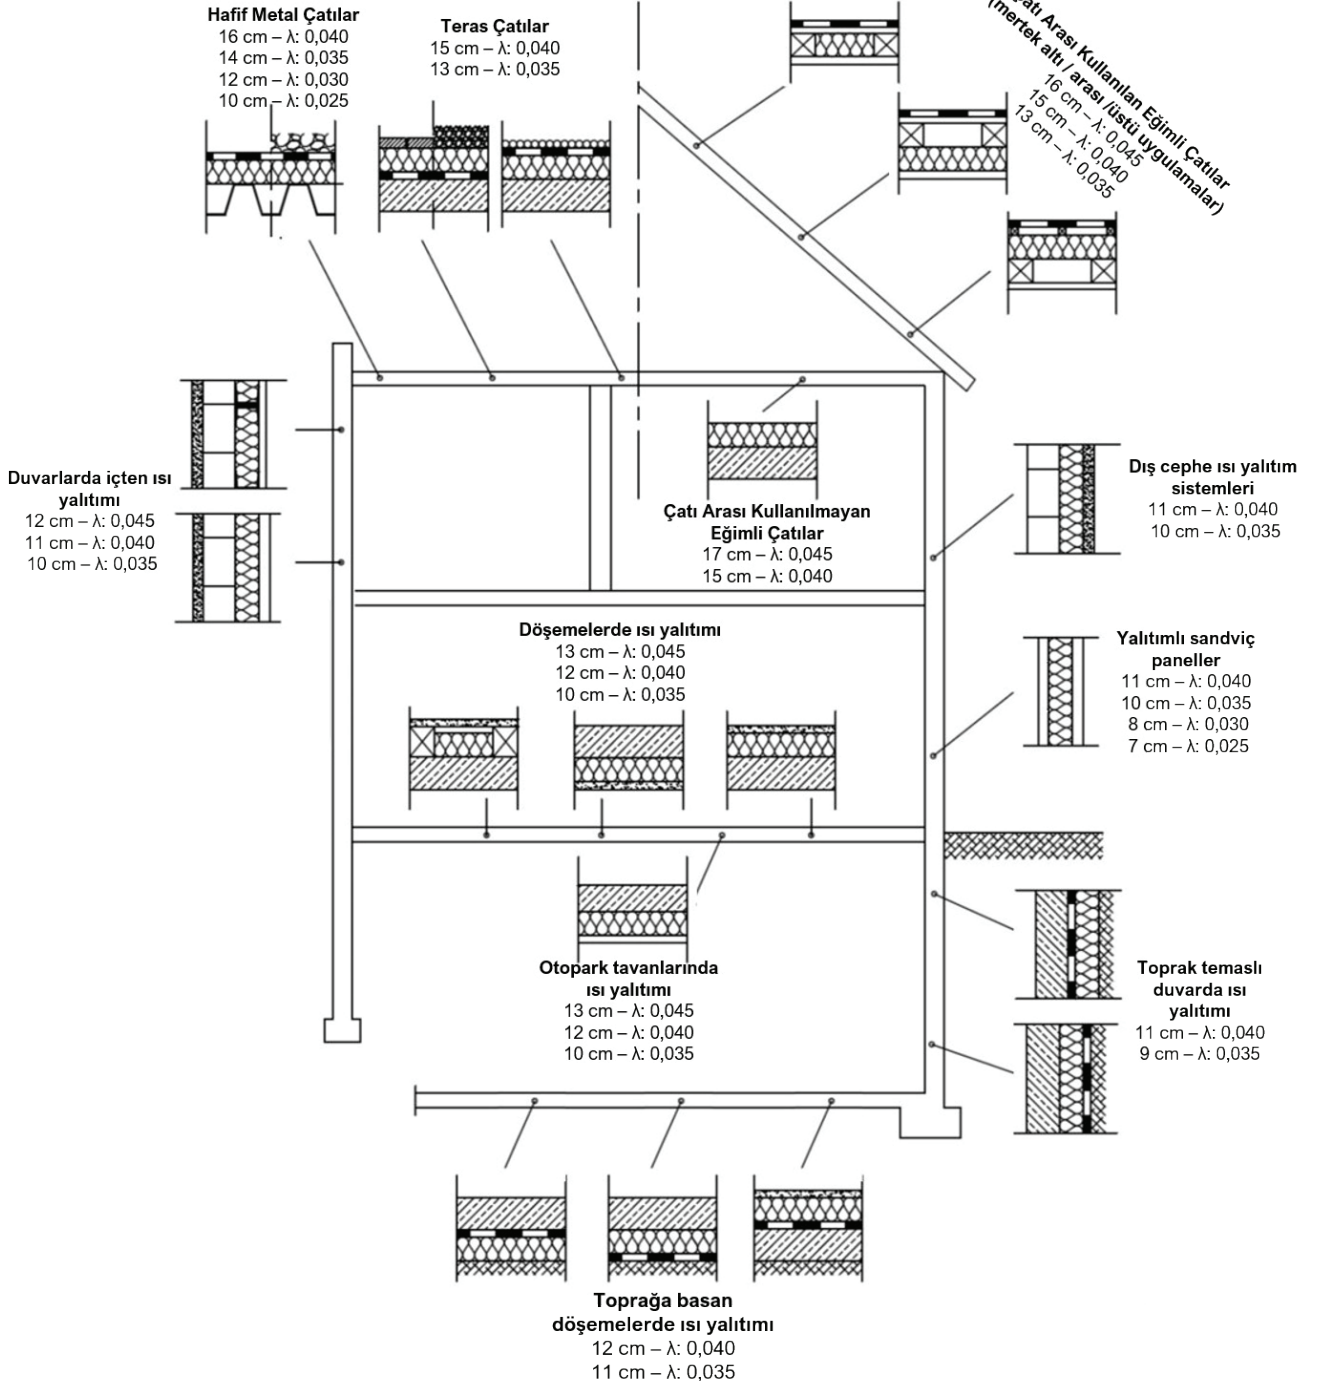 Hafif Metal Çatılar
16 cm – λ: 0,040
14 cm – λ: 0,035
12 cm – λ: 0,030
10 cm – λ: 0,025
Teras Çatılar
15 cm – λ: 0,040
13 cm – λ: 0,035
Arası Kullanılan Eğimli Çatılar
(mertek altı / arası /üstü uygulamalar)
16 cm – λ: 0,045
15 cm – λ: 0,040
13 cm – λ: 0,035
Duvarlarda içten ısı
yalıtımı
12 cm – λ: 0,045
11 cm – λ: 0,040
10 cm – λ: 0,035
Çatı Arası Kullanılmayan
Eğimli Çatılar
17 cm – λ: 0,045
15 cm – λ: 0,040
Dış cephe ısı yalıtım
sistemleri
11 cm – λ: 0,040
10 cm – λ: 0,035
Döşemelerde ısı yalıtımı
13 cm – λ: 0,045
12 cm – λ: 0,040
10 cm – λ: 0,035
Yalıtımlı sandviç
paneller
11 cm – λ: 0,040
10 cm – λ: 0,035
8 cm – λ: 0,030
7 cm – λ: 0,025
Otopark tavanlarında
ısı yalıtımı
13 cm – λ: 0,045
12 cm – λ: 0,040
10 cm – λ: 0,035
Toprak temaslı
duvarda ısı
yalıtımı
11 cm – λ: 0,040
9 cm – λ: 0,035
Toprağa basan
döşemelerde ısı yalıtımı
12 cm – λ: 0,040
11 cm – λ: 0,035